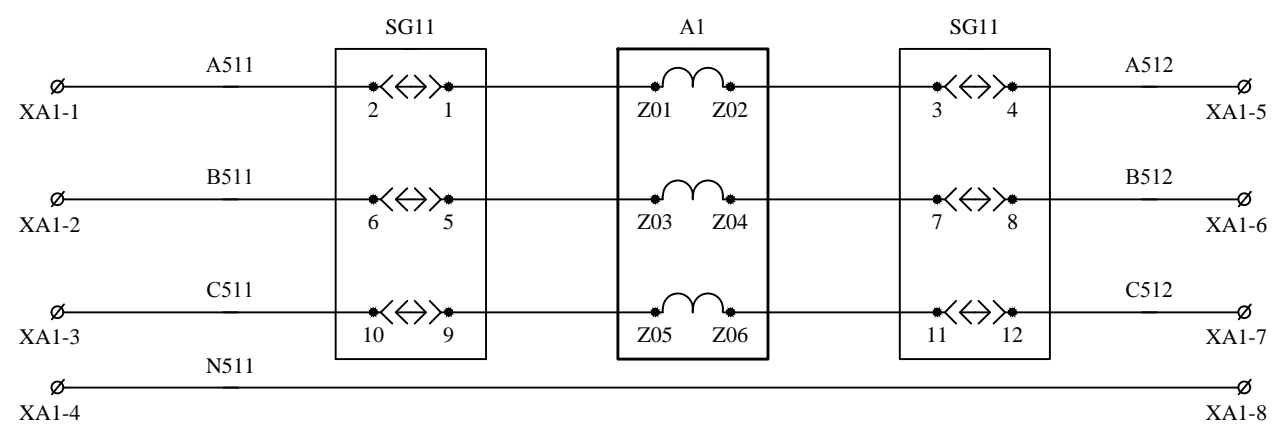 SG11 A1 SG11
A511 A512
XA1-1 2 1 Z01 Z02 3 4 XA1-5
B511 B512
XA1-2 6 5 Z03 Z04 7 8 XA1-6
C511 C512
XA1-3 10 9 Z05 Z06 11 12 XA1-7
N511
XA1-4 XA1-8